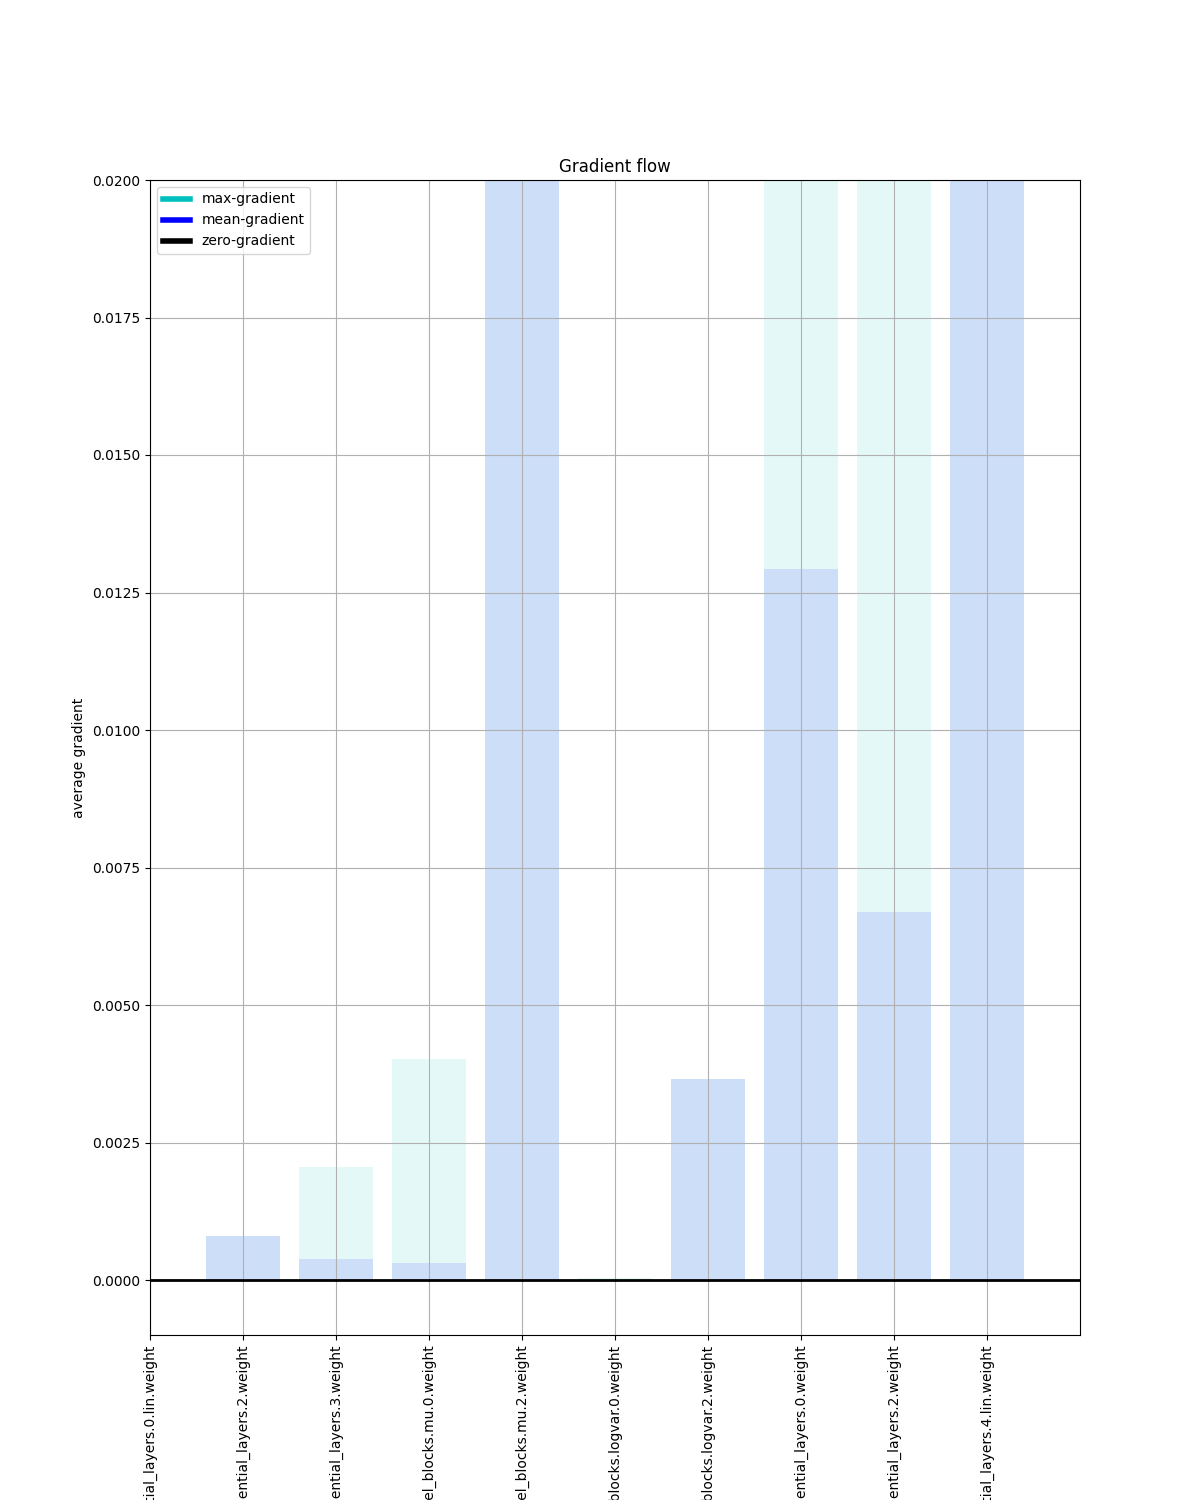 Gradient flow
max-gradient
mean-gradient
zero-gradient
0.0200
0.0175
0.0150
0.0125
0.0100
0.0075
0.0050
0.0025
0.0000
average gradient
tial_layers.0.lin.weight
ential_layers.2.weight
ential_layers.3.weight
el_blocks.mu.0.weight
el_blocks.mu.2.weight
blocks.logvar.0.weight
blocks.logvar.2.weight
ential_layers.0.weight
ential_layers.2.weight
tial_layers.4.lin.weight